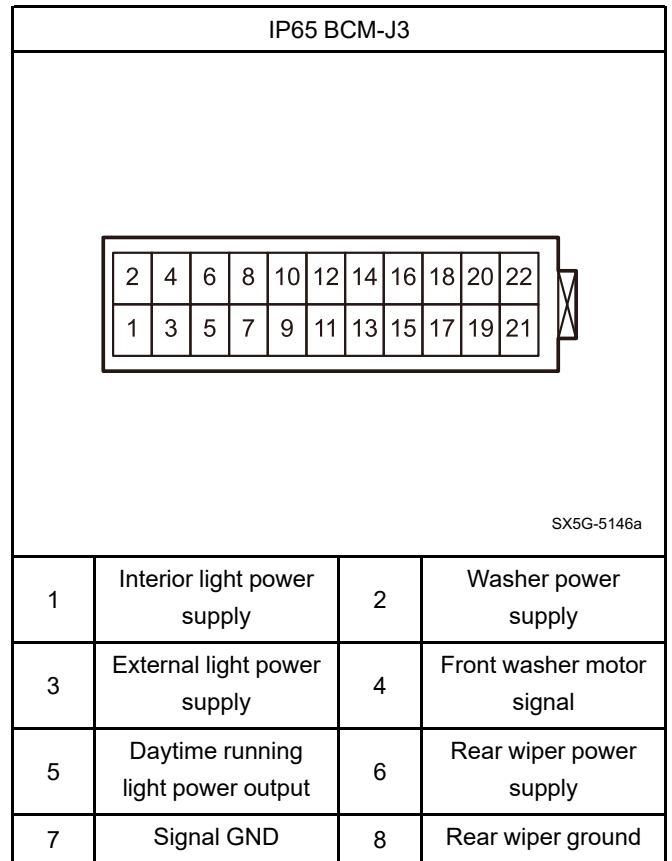 IP65 BCM-J3
2 4 6 8 10 12 14 16 18 20 22
1 3 5 7 9 11 13 15 17 19 21
SX5G-5146a
1 Interior light power supply 2 Washer power supply
3 External light power supply 4 Front washer motor signal
5 Daytime running light power output 6 Rear wiper power supply
7 Signal GND 8 Rear wiper ground